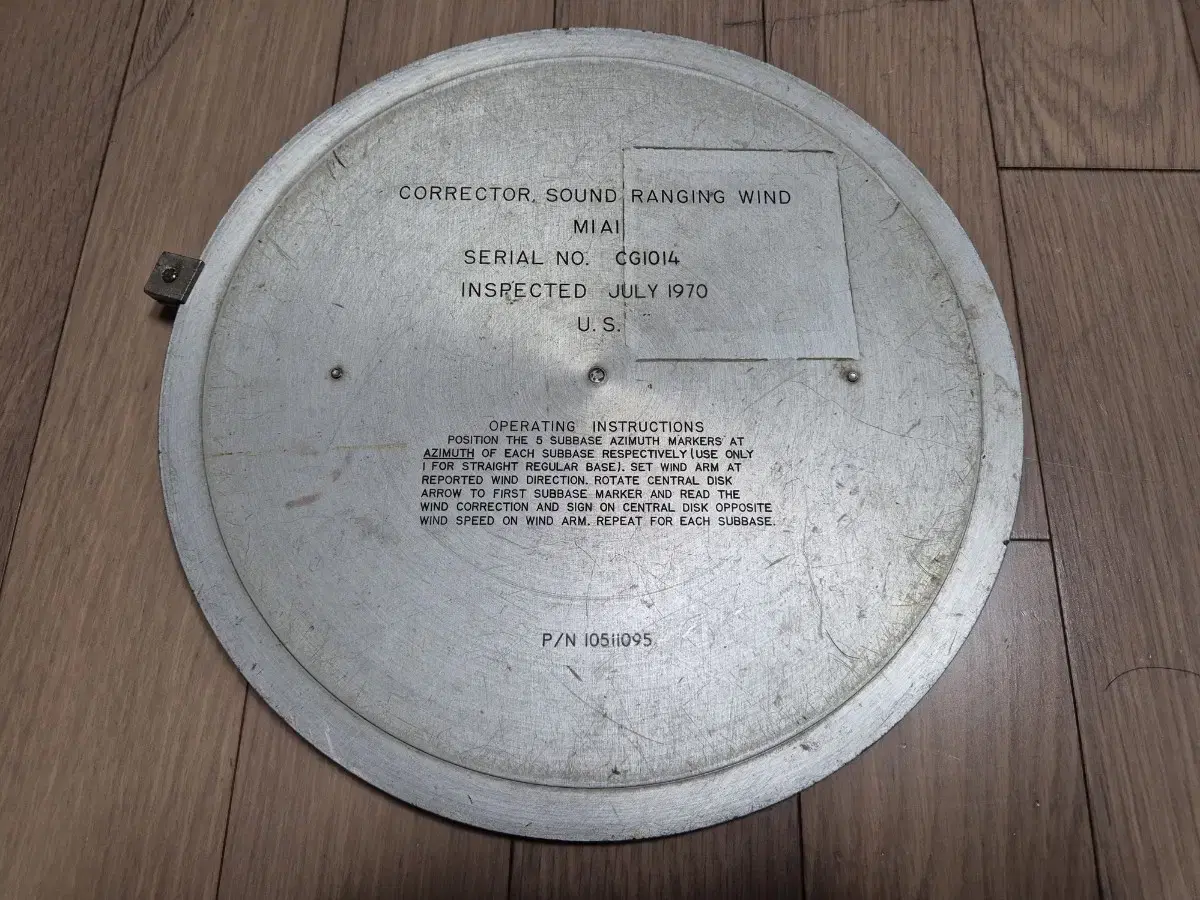 CORRECTOR, SOUND RANGING WIND
M1A1
SERIAL NO. CG1014
INSPECTED JULY 1970
U. S.
OPERATING INSTRUCTIONS
POSITION THE 5 SUBBASE AZIMUTH MARKERS AT
AZIMUTH OF EACH SUBBASE RESPECTIVELY (USE ONLY
1 FOR STRAIGHT REGULAR BASE). SET WIND ARM AT
REPORTED WIND DIRECTION. ROTATE CENTRAL DISK
ARROW TO FIRST SUBBASE MARKER AND READ THE
WIND CORRECTION AND SIGN ON CENTRAL DISK OPPOSITE
WIND SPEED ON WIND ARM. REPEAT FOR EACH SUBBASE.
P/N 10511095